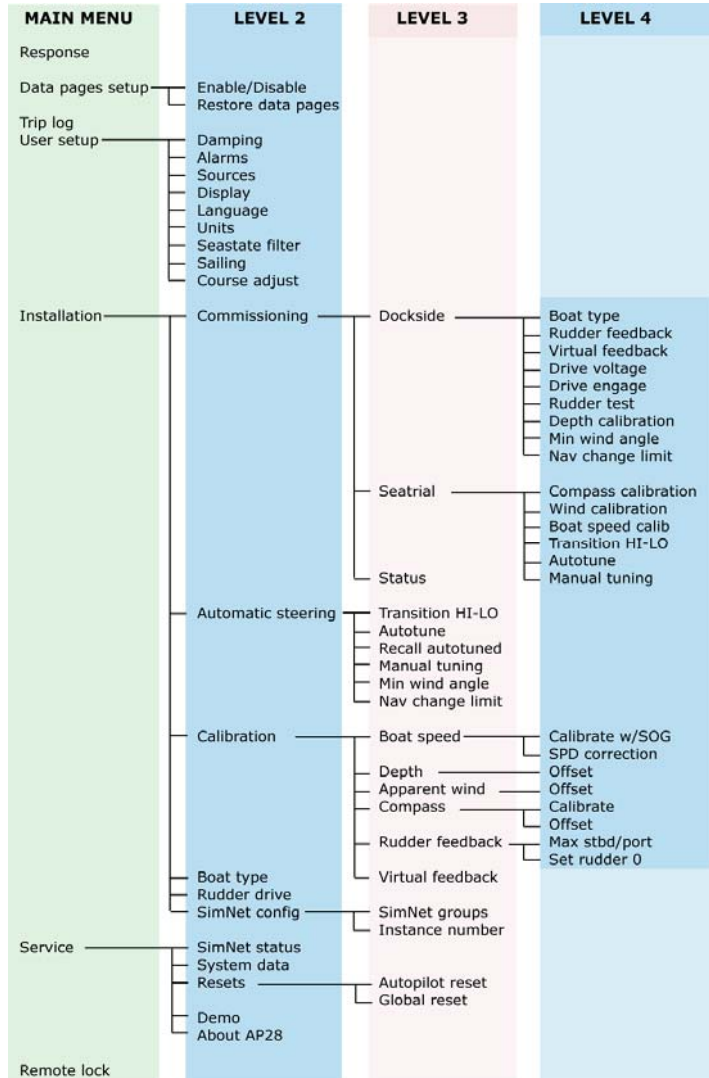 MAIN MENU LEVEL 2 LEVEL 3 LEVEL 4
Response
Data pages setup Enable/Disable
Restore data pages
Trip log
User setup Damping
Alarms
Sources
Display
Language
Units
Seastate filter
Sailing
Course adjust
Installation Commissioning Dockside Boat type
Rudder feedback
Virtual feedback
Drive voltage
Drive engage
Rudder test
Depth calibration
Min wind angle
Nav change limit
Seatrial Compass calibration
Wind calibration
Boat speed calib
Transition HI-LO
Autotune
Status Manual tuning
Automatic steering Transition HI-LO
Autotune
Recall autotuned
Manual tuning
Min wind angle
Nav change limit
Calibration Boat speed Calibrate w/SOG
SPD correction
Depth Offset
Apparent wind Offset
Compass Calibrate
Offset
Rudder feedback Max stbd/port
Set rudder 0
Boat type Virtual feedback
Rudder drive
SimNet config SimNet groups
Instance number
Service SimNet status
System data
Resets Autopilot reset
Global reset
Demo
About AP28
Remote lock